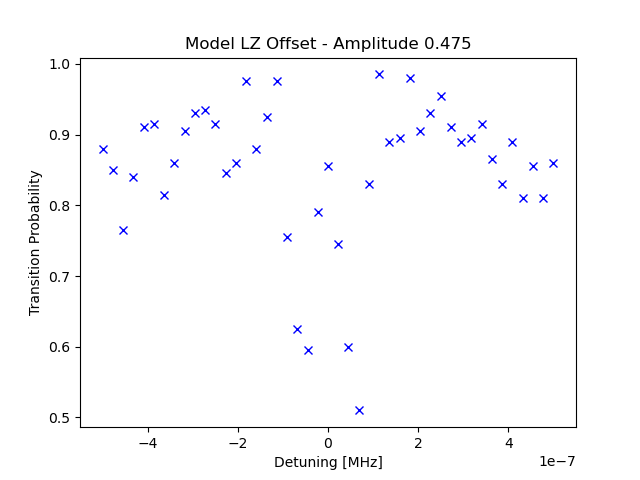 Model LZ Offset - Amplitude 0.475
Transition Probability
1.0
0.9
0.8
0.7
0.6
0.5
−4
−2
0
2
4
1e−7
Detuning [MHz]